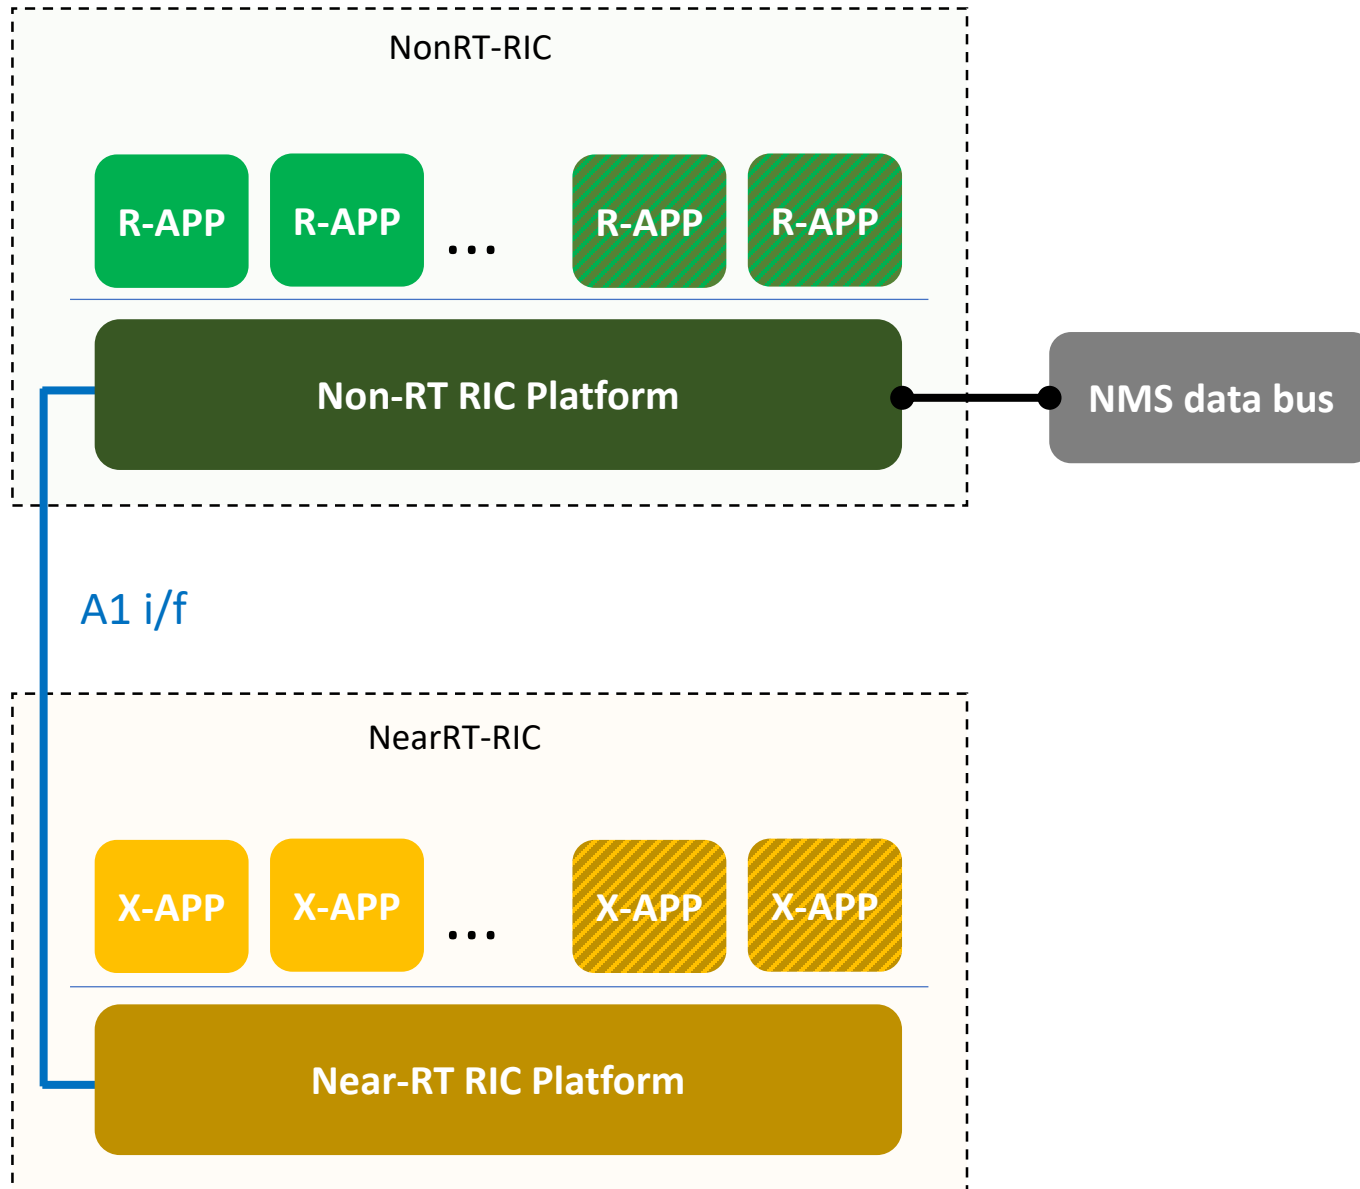 NonRT-RIC
R-APP
R-APP
...
R-APP
R-APP
Non-RT RIC Platform
NMS data bus
A1 i/f
NearRT-RIC
X-APP
X-APP
...
X-APP
X-APP
Near-RT RIC Platform